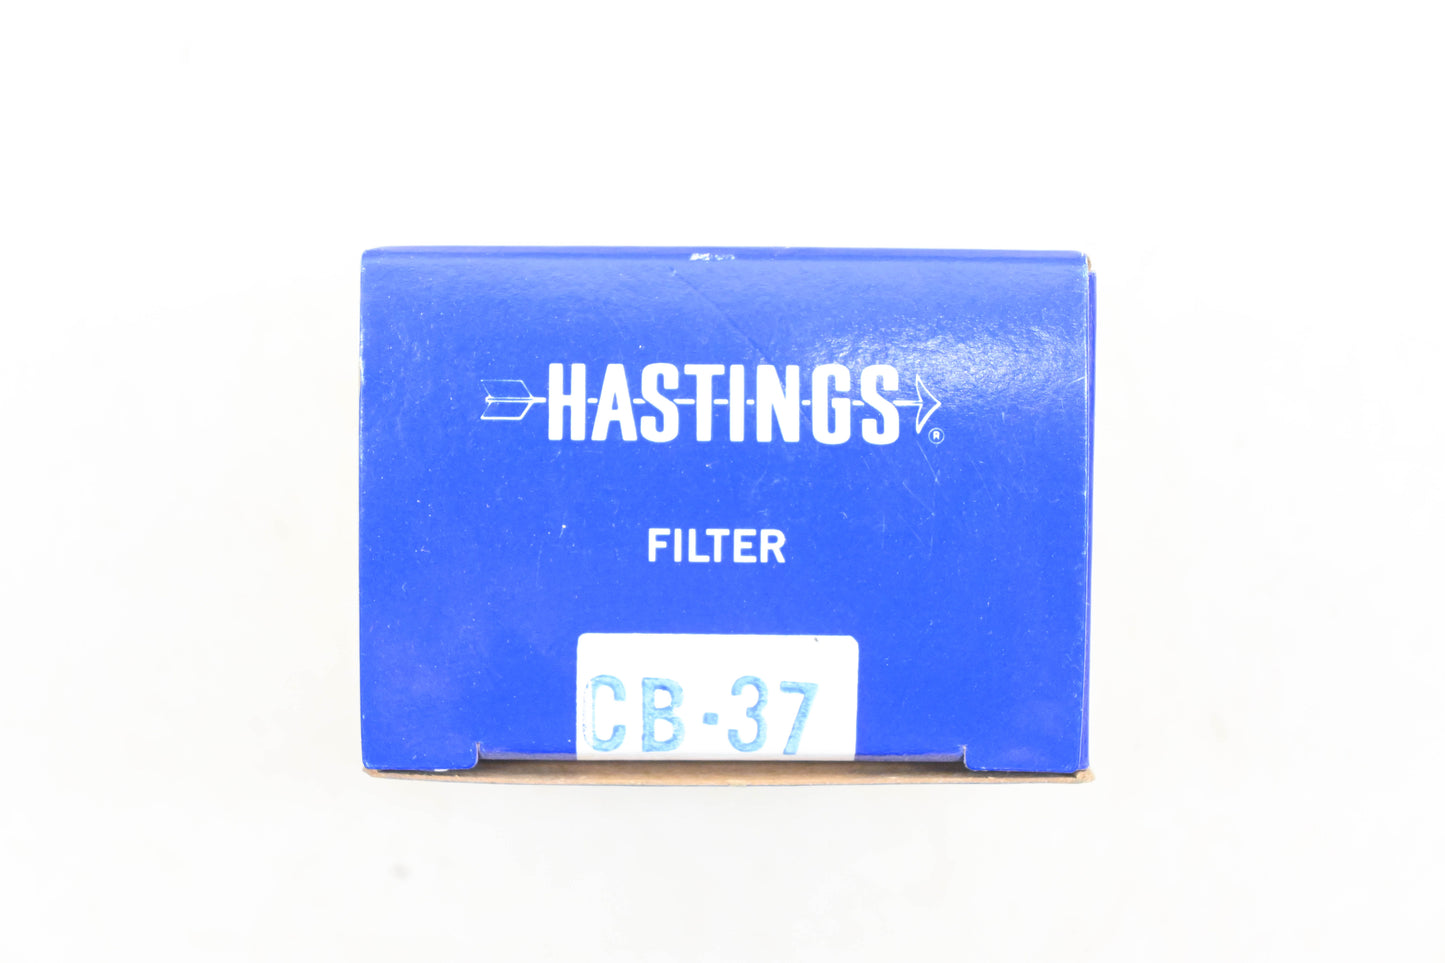 HASTINGS ®
FILTER
CB-37